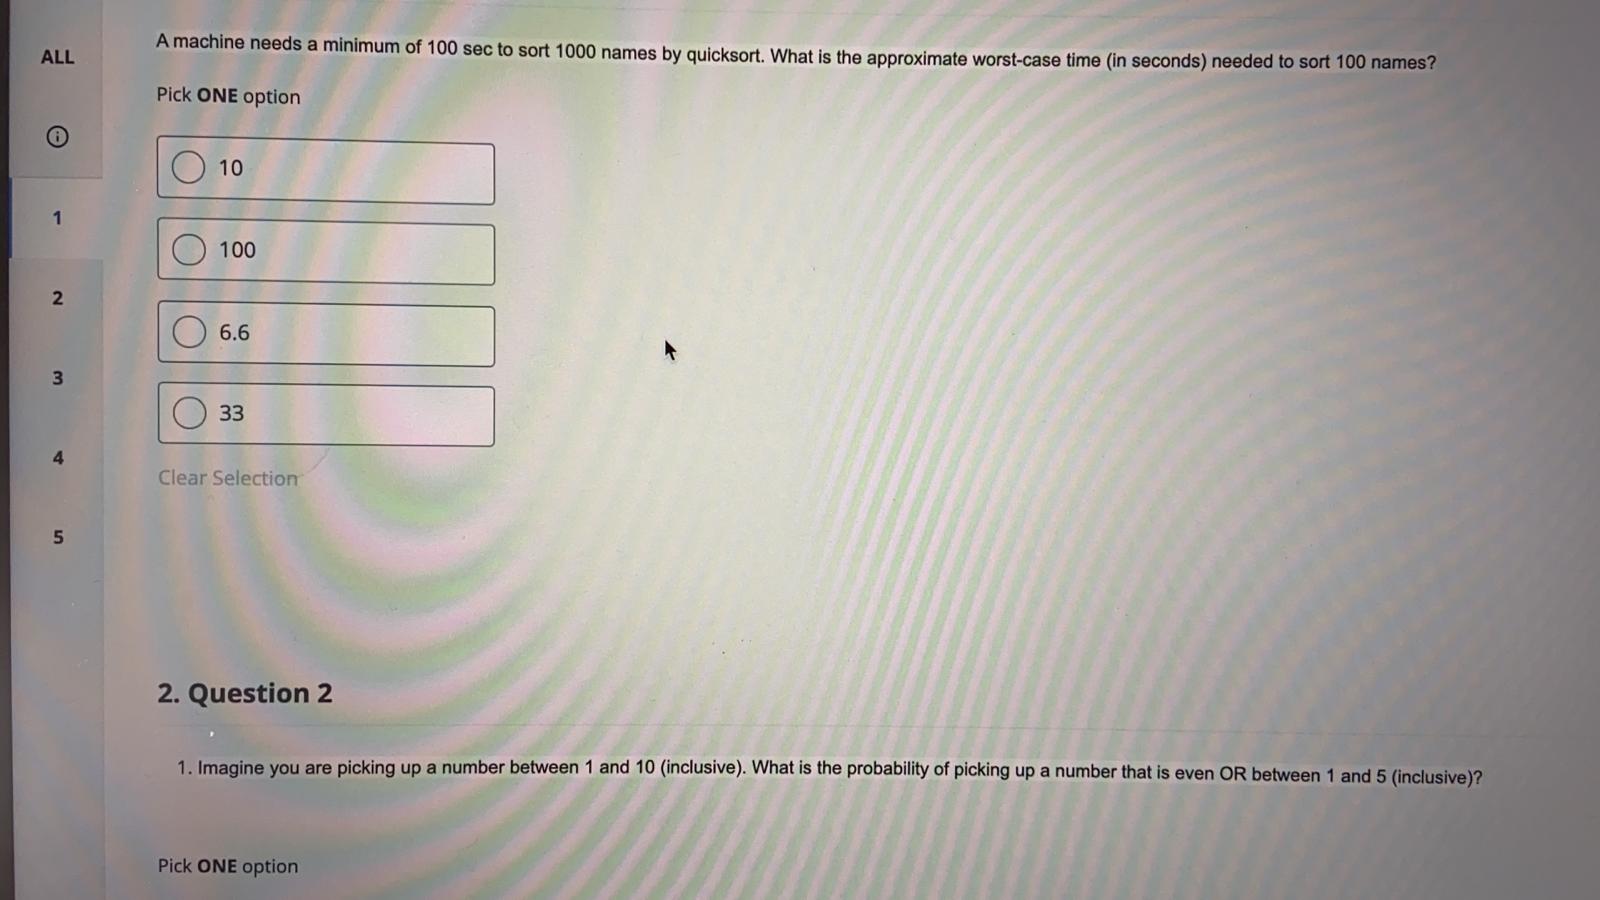 ALL
A machine needs a minimum of 100 sec to sort 1000 names by quicksort. What is the approximate worst-case time (in seconds) needed to sort 100 names?
Pick ONE option
10
1
100
2
6.6
3
33
4
Clear Selection
5
2. Question 2
1. Imagine you are picking up a number between 1 and 10 (inclusive). What is the probability of picking up a number that is even OR between 1 and 5 (inclusive)?
Pick ONE option